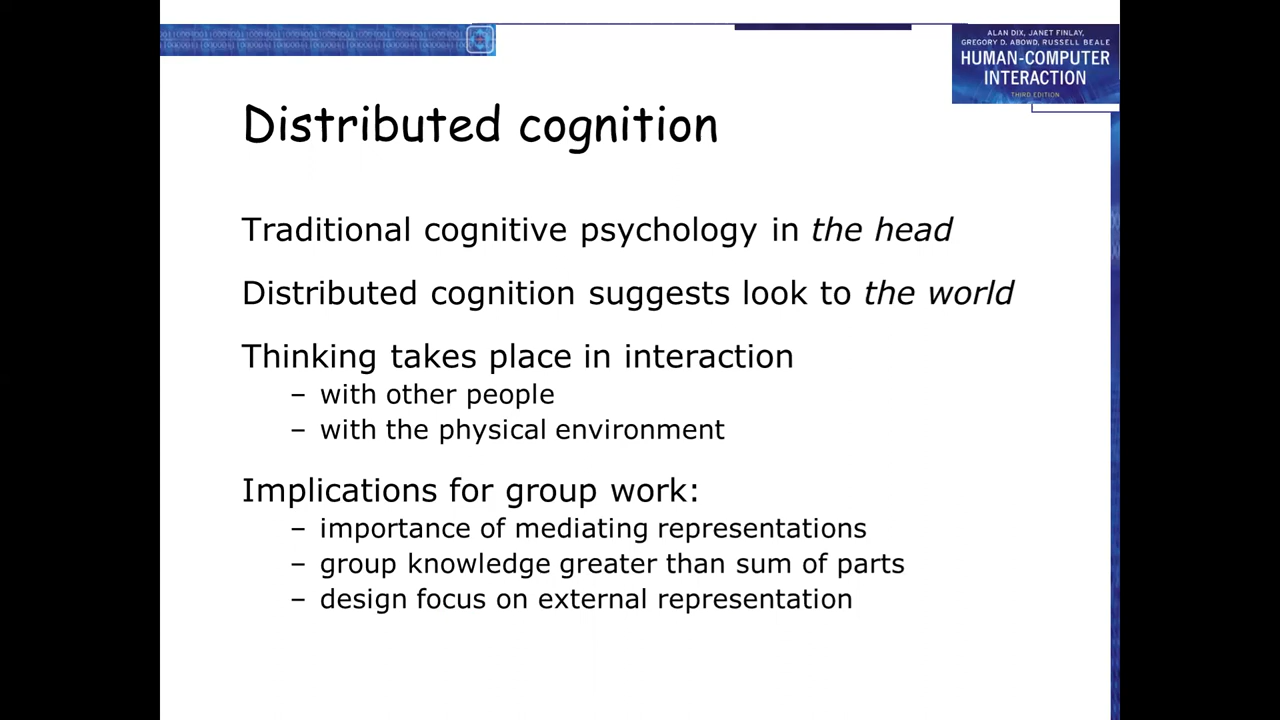 ALAN DIX, JANET FINLAY,
GREGORY D. ABOWD, RUSSELL BEALE
HUMAN-COMPUTER
INTERACTION
THIRD EDITION
Distributed cognition
Traditional cognitive psychology in the head
Distributed cognition suggests look to the world
Thinking takes place in interaction
– with other people
– with the physical environment
Implications for group work:
– importance of mediating representations
– group knowledge greater than sum of parts
– design focus on external representation